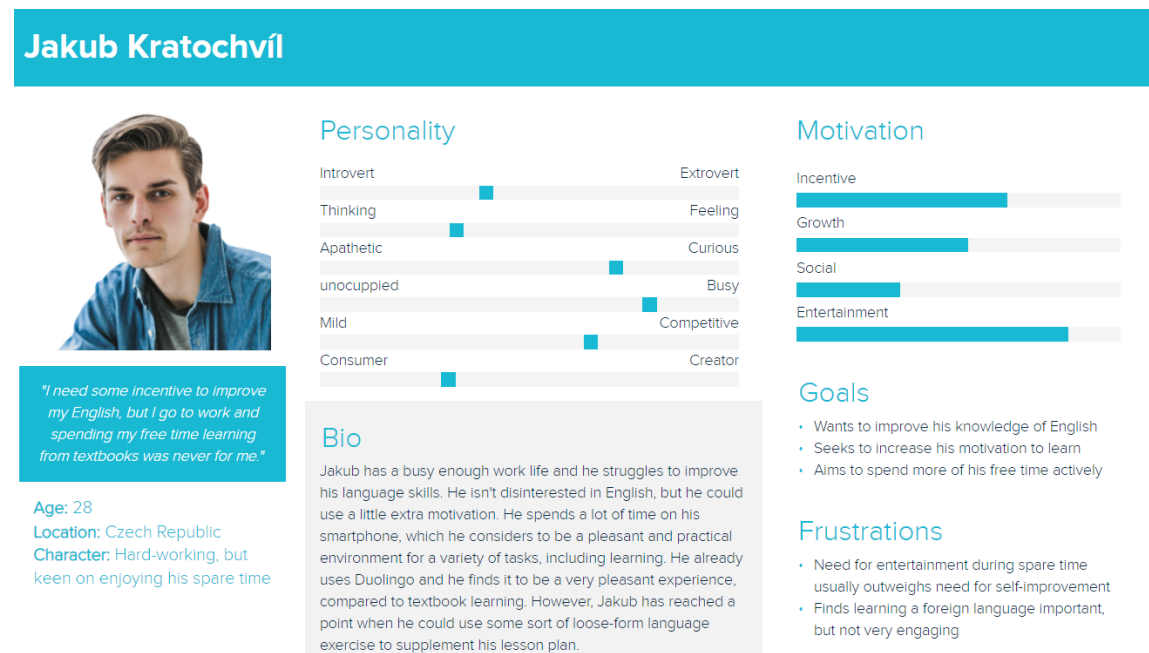 Jakub Kratochvíl
"I need some incentive to improve
my English, but I go to work and
spending my free time learning
from textbooks was never for me."
Age: 28
Location: Czech Republic
Character: Hard-working, but
keen on enjoying his spare time
Personality
Introvert Extrovert
Thinking Feeling
Apathetic Curious
unocuppied Busy
Mild Competitive
Consumer Creator
Bio
Jakub has a busy enough work life and he struggles to improve
his language skills. He isn't disinterested in English, but he could
use a little extra motivation. He spends a lot of time on his
smartphone, which he considers to be a pleasant and practical
environment for a variety of tasks, including learning. He already
uses Duolingo and he finds it to be a very pleasant experience,
compared to textbook learning. However, Jakub has reached a
point when he could use some sort of loose-form language
exercise to supplement his lesson plan.
Motivation
Incentive
Growth
Social
Entertainment
Goals
• Wants to improve his knowledge of English
• Seeks to increase his motivation to learn
• Aims to spend more of his free time actively
Frustrations
• Need for entertainment during spare time
usually outweighs need for self-improvement
• Finds learning a foreign language important,
but not very engaging